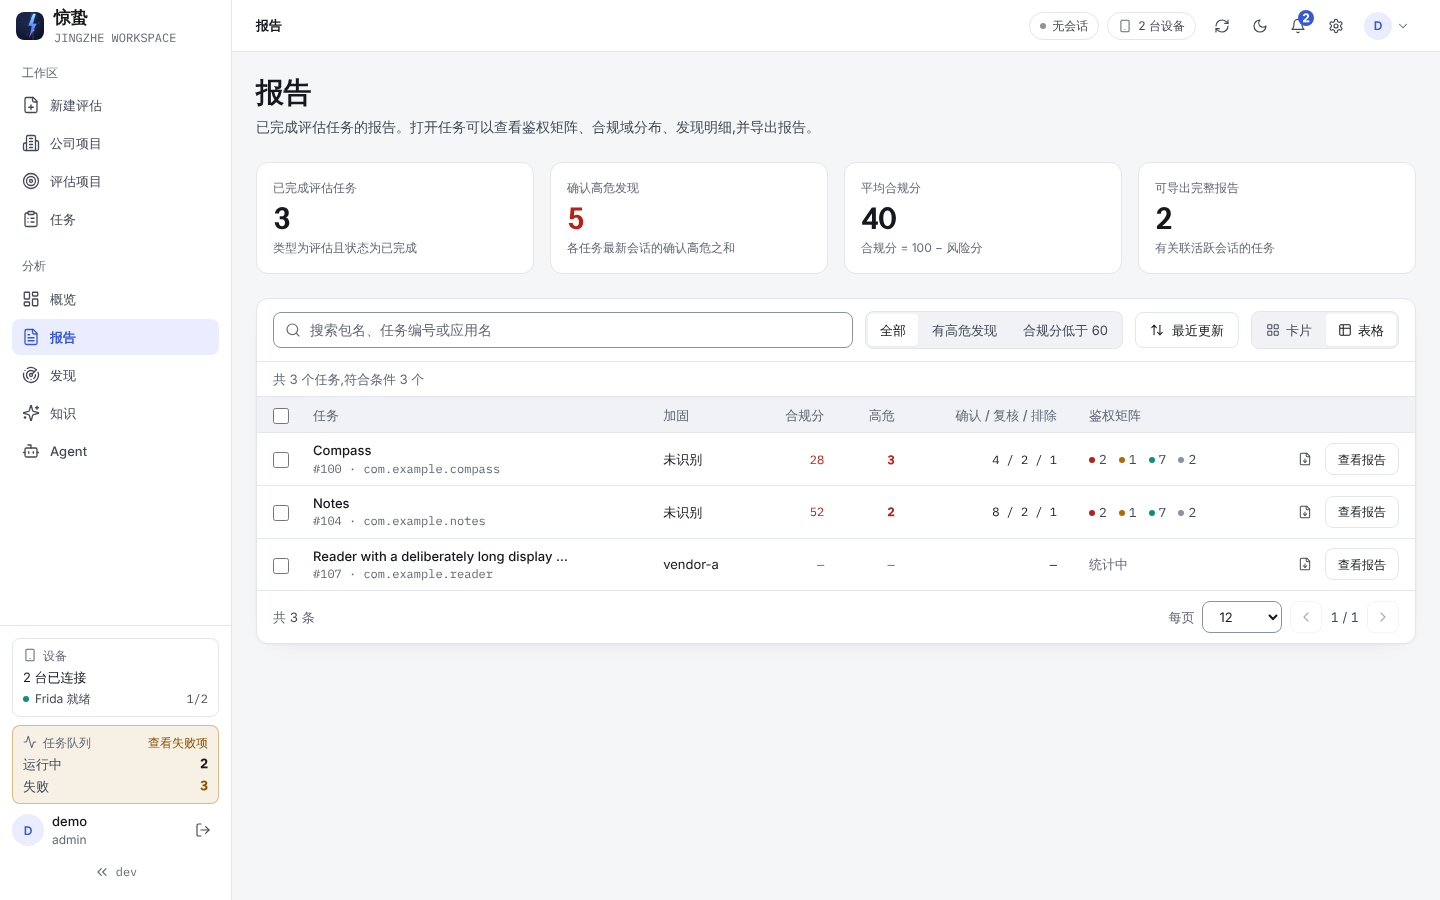 惊蛰
JINGZHE WORKSPACE
工作区
新建评估
公司项目
评估项目
任务
分析
概览
报告
发现
知识
Agent
设备
2 台已连接
Frida 就绪 1/2
任务队列 查看失败项
运行中 2
失败 3
D demo
admin
dev
报告 无会话 2 台设备 2 D
报告
已完成评估任务的报告。打开任务可以查看鉴权矩阵、合规域分布、发现明细,并导出报告。
已完成评估任务
3
类型为评估且状态为已完成
确认高危发现
5
各任务最新会话的确认高危之和
平均合规分
40
合规分 = 100 − 风险分
可导出完整报告
2
有关联活跃会话的任务
搜索包名、任务编号或应用名 全部 有高危发现 合规分低于 60 最近更新 卡片 表格
共 3 个任务,符合条件 3 个
任务 加固 合规分 高危 确认 / 复核 / 排除 鉴权矩阵
Compass
#100 · com.example.compass
未识别 28 3 4 / 2 / 1 2 1 7 2 查看报告
Notes
#104 · com.example.notes
未识别 52 2 8 / 2 / 1 2 1 7 2 查看报告
Reader with a deliberately long display ...
#107 · com.example.reader
vendor-a – – – 统计中 查看报告
共 3 条 每页 12 1 / 1